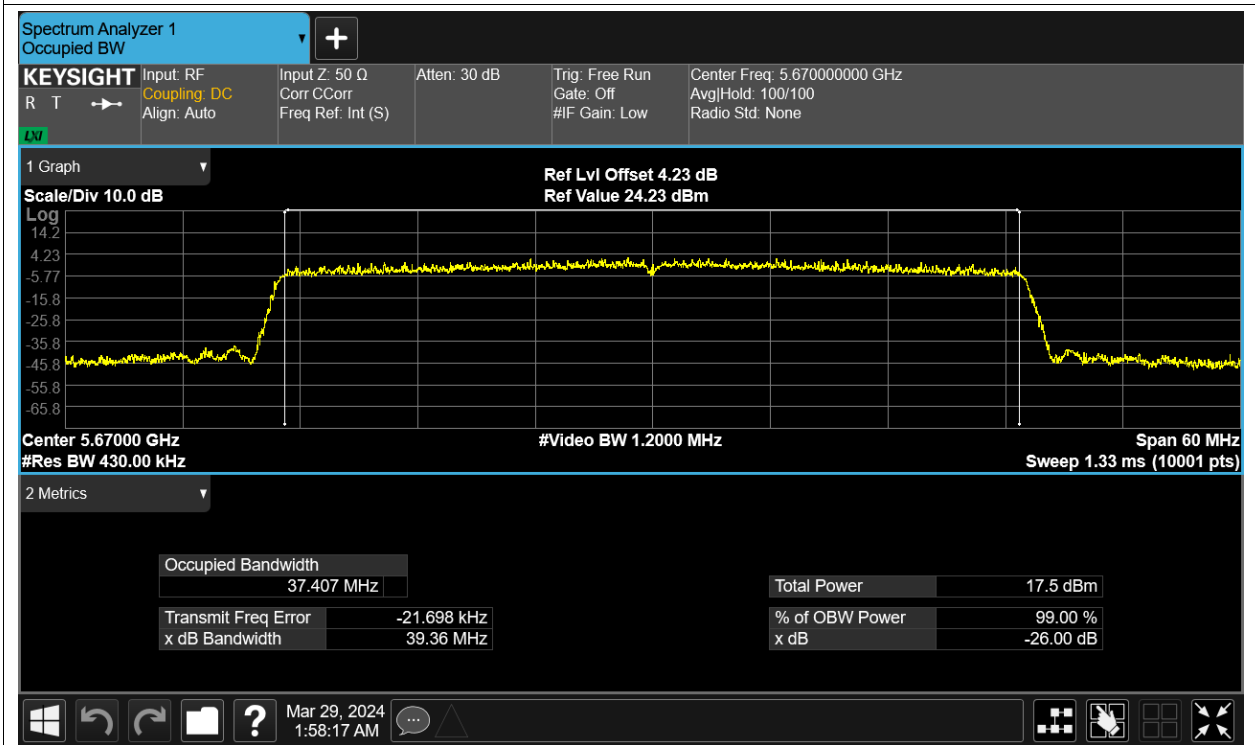 Spectrum Analyzer 1
Occupied BW
KEYSIGHT
R T
LXI
Input: RF
Coupling: DC
Align: Auto
Input Z: 50 Ω
Corr CCorr
Freq Ref: Int (S)
Atten: 30 dB
Trig: Free Run
Gate: Off
#IF Gain: Low
Center Freq: 5.670000000 GHz
Avg|Hold: 100/100
Radio Std: None
1 Graph
Scale/Div 10.0 dB
Ref Lvl Offset 4.23 dB
Ref Value 24.23 dBm
Log
14.2
4.23
-5.77
-15.8
-25.8
-35.8
-45.8
-55.8
-65.8
Center 5.67000 GHz
#Res BW 430.00 kHz
#Video BW 1.2000 MHz
Span 60 MHz
Sweep 1.33 ms (10001 pts)
2 Metrics
Occupied Bandwidth
37.407 MHz
Transmit Freq Error -21.698 kHz
x dB Bandwidth 39.36 MHz
Total Power 17.5 dBm
% of OBW Power 99.00 %
x dB -26.00 dB
?
Mar 29, 2024
1:58:17 AM